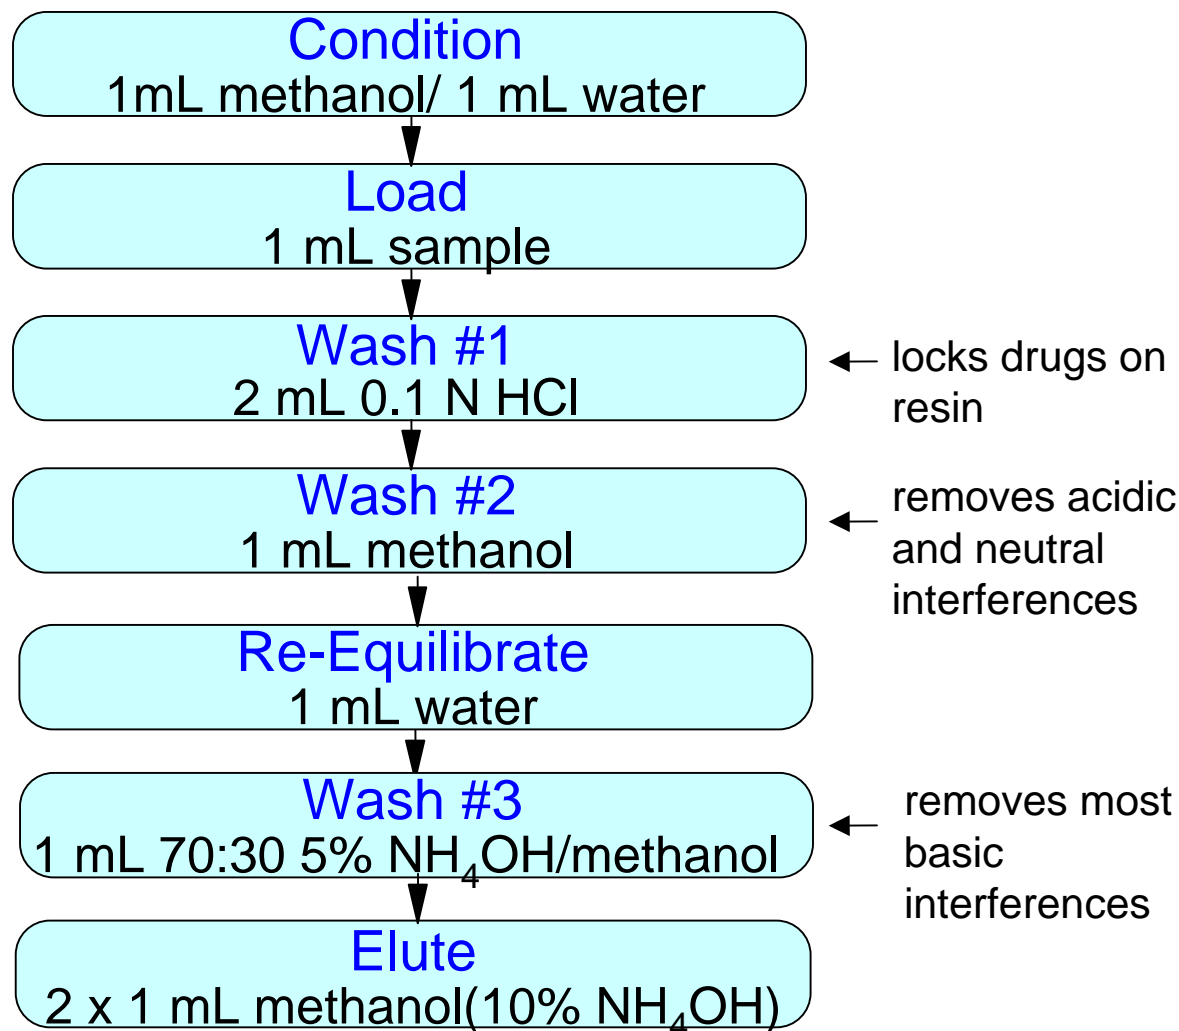 Condition
1mL methanol/ 1 mL water
Load
1 mL sample
Wash #1
2 mL 0.1 N HCl
locks drugs on
resin
Wash #2
1 mL methanol
removes acidic
and neutral
interferences
Re-Equilibrate
1 mL water
Wash #3
1 mL 70:30 5% NH₄OH/methanol
removes most
basic
interferences
Elute
2 x 1 mL methanol(10% NH₄OH)